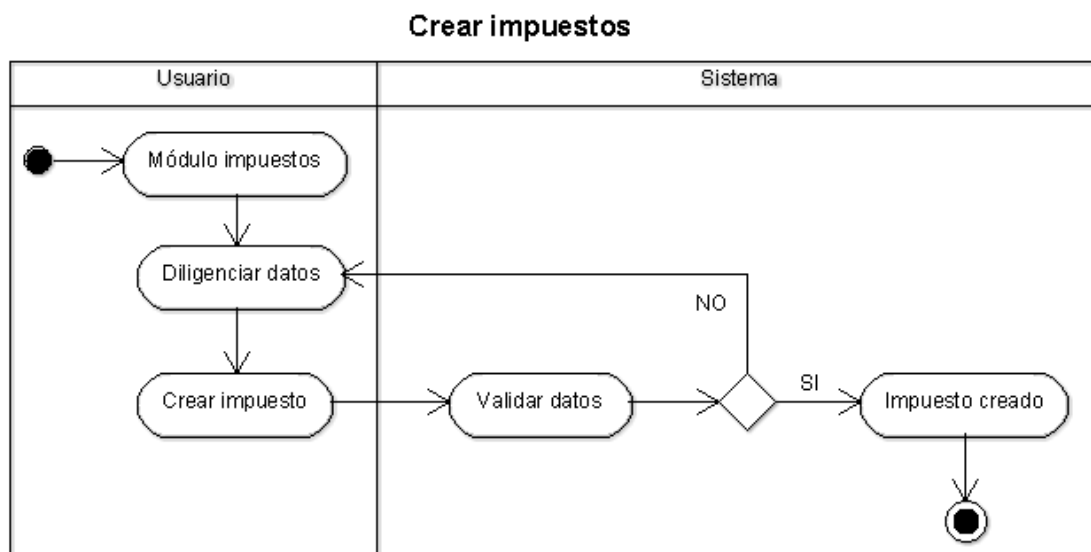 Crear impuestos
Usuario
Sistema
Módulo impuestos
Diligenciar datos
NO
Crear impuesto
Validar datos
SI
Impuesto creado